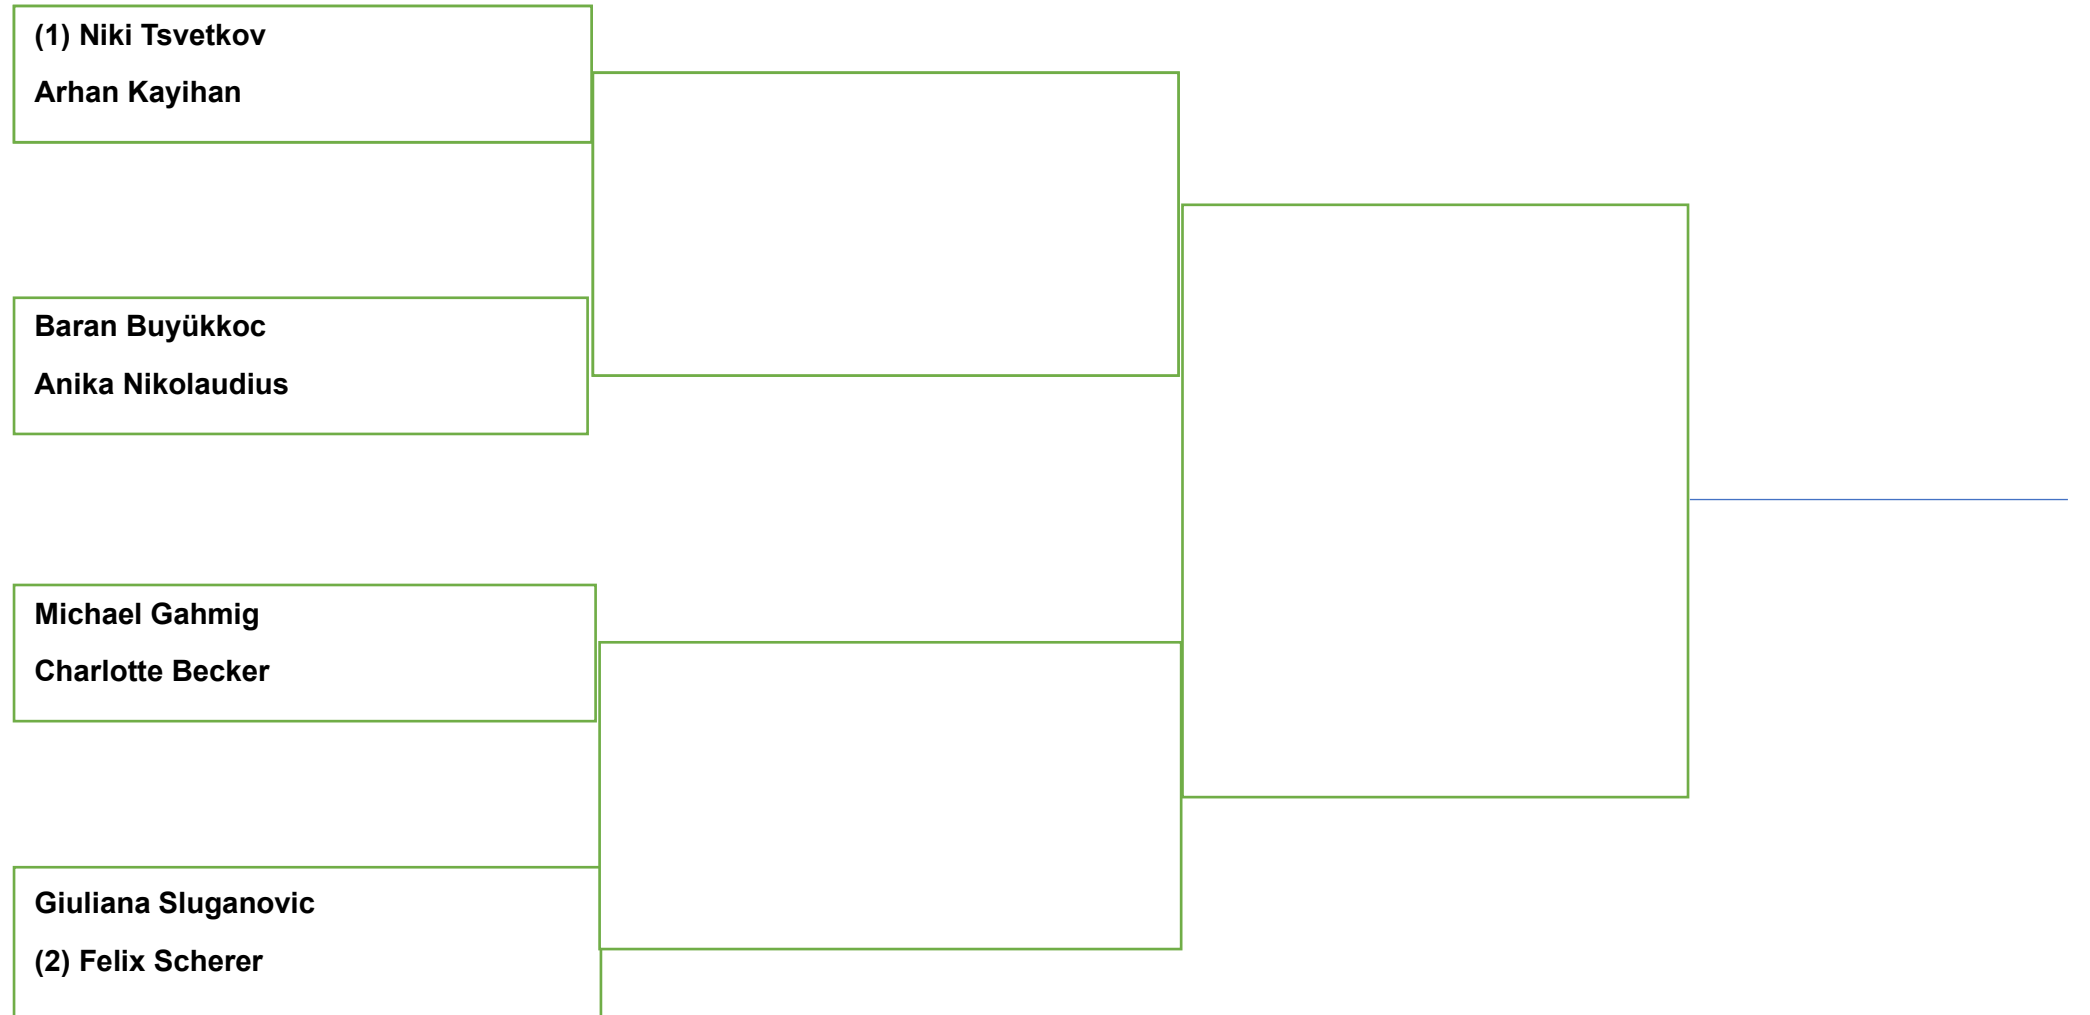 (1) Niki Tsvetkov
Arhan Kayihan
Baran Buyükkoc
Anika Nikolaudius
Michael Gahmig
Charlotte Becker
Giuliana Sluganovic
(2) Felix Scherer